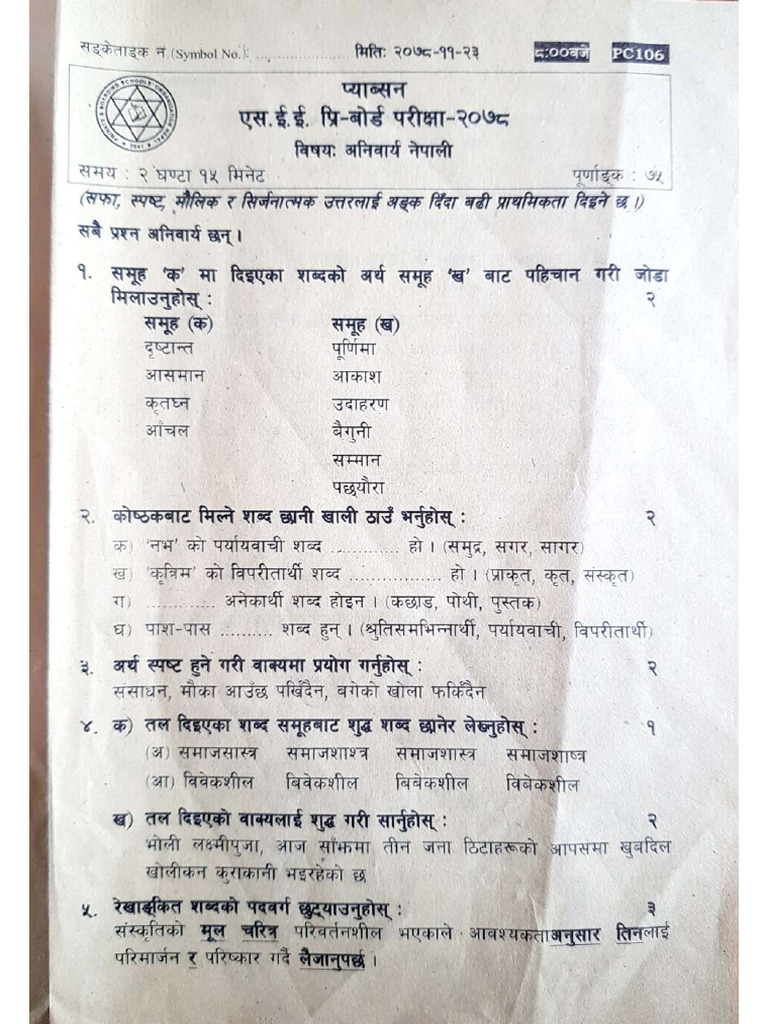 सङ्केताङ्क नं.(Symbol No.): .......................... मितिः २०७८-११-२३ ८:००बजे PC106
प्याब्सन
एस.ई.ई. प्रि-बोर्ड परीक्षा-२०७८
विषयः अनिवार्य नेपाली
समय : २ घण्टा १५ मिनेट पूर्णाङ्क : ७५
(सफा, स्पष्ट, मौलिक र सिर्जनात्मक उत्तरलाई अङ्क दिँदा बढी प्राथमिकता दिइने छ ।)
सबै प्रश्न अनिवार्य छन् ।
१. समूह 'क' मा दिइएका शब्दको अर्थ समूह 'ख' बाट पहिचान गरी जोडा
मिलाउनुहोस् : २
समूह (क) समूह (ख)
दृष्टान्त पूर्णिमा
आसमान आकाश
कृतघ्न उदाहरण
आँचल बैगुनी
सम्मान
पछ्यौरा
२. कोष्ठकबाट मिल्ने शब्द छानी खाली ठाउँ भर्नुहोस् : २
क) 'नभ' को पर्यायवाची शब्द ............ हो । (समुद्र, सगर, सागर)
ख) 'कृत्रिम' को विपरीतार्थी शब्द ................ हो । (प्राकृत, कृत, संस्कृत)
ग) ............ अनेकार्थी शब्द होइन । (कछाड, पोथी, पुस्तक)
घ) पाश-पास .......... शब्द हुन् । (श्रुतिसमभिन्नार्थी, पर्यायवाची, विपरीतार्थी)
३. अर्थ स्पष्ट हुने गरी वाक्यमा प्रयोग गर्नुहोस् : २
संसाधन, मौका आउँछ पर्खिँदैन, बगेको खोला फर्किँदैन
४. क) तल दिइएका शब्द समूहबाट शुद्ध शब्द छानेर लेख्नुहोस् : १
(अ) समाजसास्त्र समाजशाश्त्र समाजशास्त्र समाजशाष्त्र
(आ) विवेकशील बिवेकशील बिबेकशील विबेकशील
ख) तल दिइएको वाक्यलाई शुद्ध गरी सार्नुहोस् : २
भोली लक्ष्मीपुजा, आज साँझमा तीन जना ठिटाहरूको आपसमा खुबदिल
खोलीकन कुराकानी भइरहेको छ
५. रेखाङ्कित शब्दको पदवर्ग छुट्याउनुहोस् : ३
संस्कृतिको मूल चरित्र परिवर्तनशील भएकाले आवश्यकताअनुसार तिनलाई
परिमार्जन र परिष्कार गर्दै लैजानुपर्छ ।